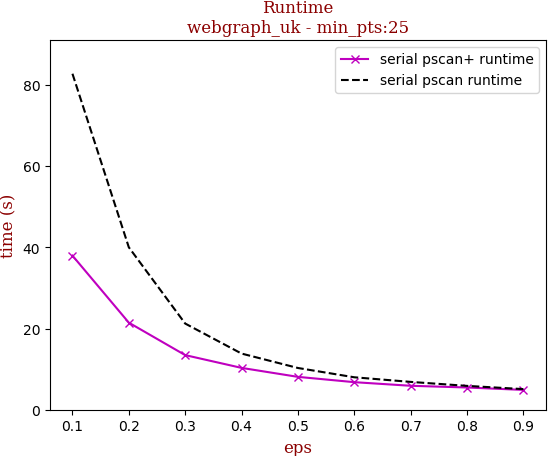 Runtime
webgraph_uk - min_pts:25
serial pscan+ runtime
serial pscan runtime
time (s)
80
60
40
20
0
0.1 0.2 0.3 0.4 0.5 0.6 0.7 0.8 0.9
eps